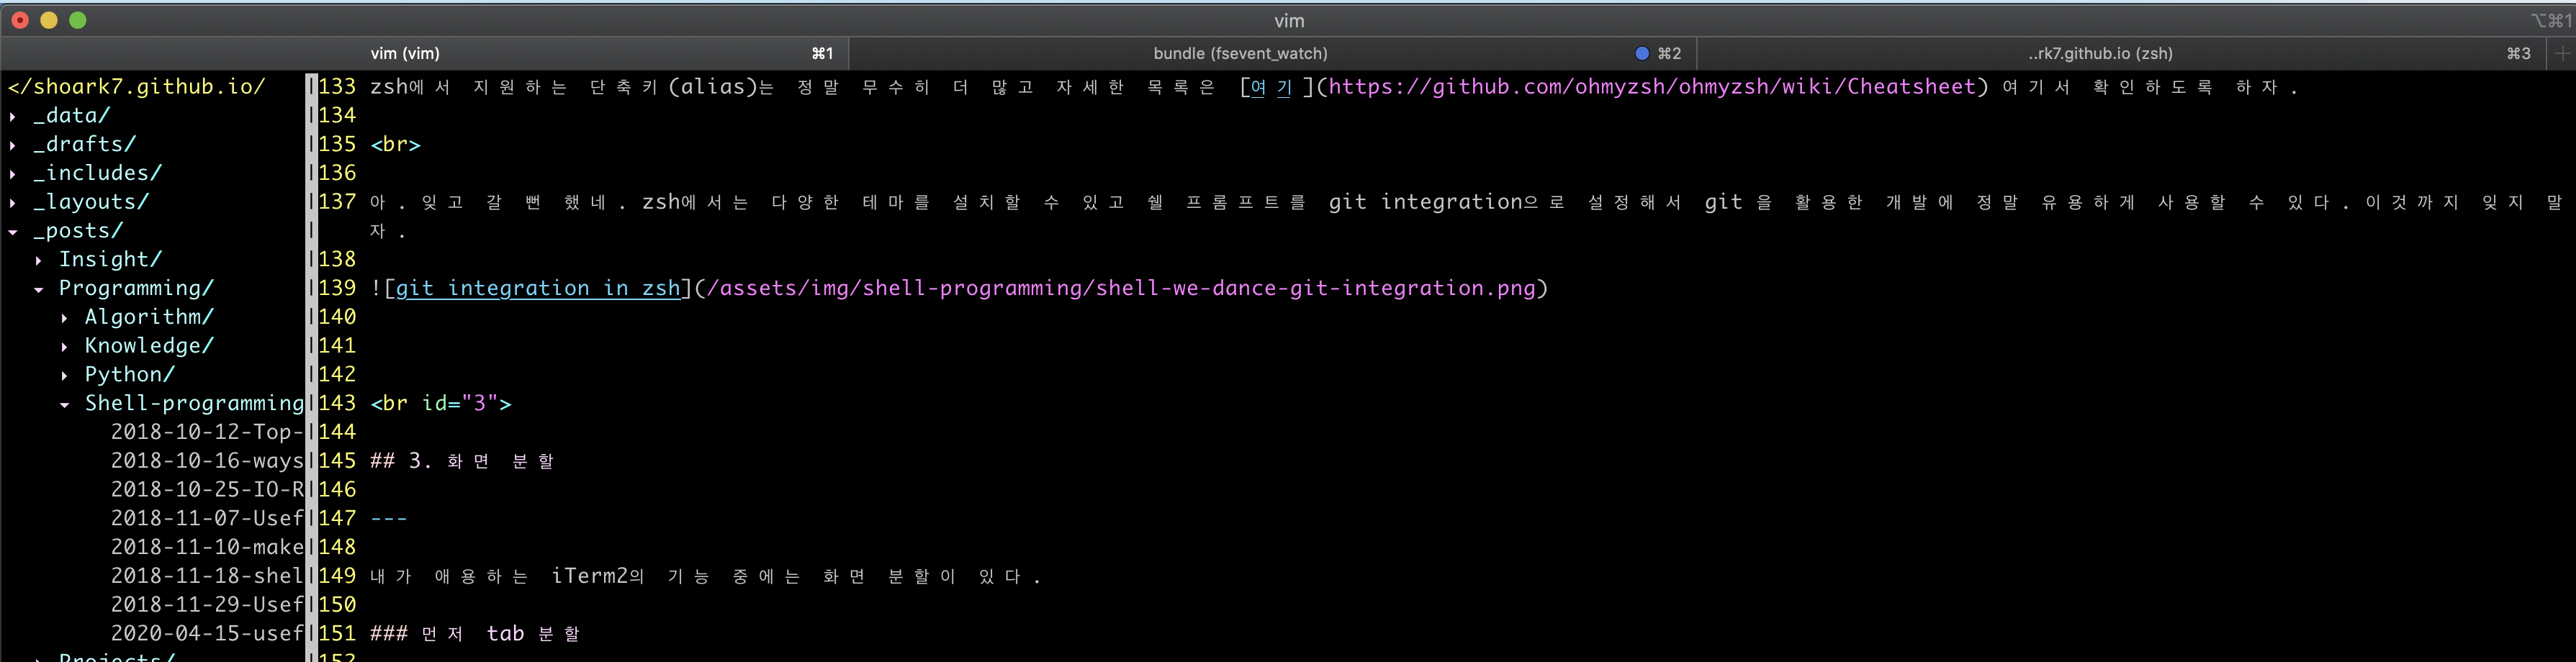 vim
⌥⌘1
vim (vim) ⌘1
bundle (fsevent_watch) ⌘2
..rk7.github.io (zsh) ⌘3
</shoark7.github.io/
▸ _data/
▸ _drafts/
▸ _includes/
▸ _layouts/
▾ _posts/
▸ Insight/
▾ Programming/
▸ Algorithm/
▸ Knowledge/
▸ Python/
▾ Shell-programming
2018-10-12-Top-
2018-10-16-ways
2018-10-25-IO-R
2018-11-07-Usef
2018-11-10-make
2018-11-18-shel
2018-11-29-Usef
2020-04-15-usef
▸ Projects/
133 zsh에서 지원하는 단축키(alias)는 정말 무수히 더 많고 자세한 목록은 [여기](https://github.com/ohmyzsh/ohmyzsh/wiki/Cheatsheet)여기서 확인하도록 하자.
134
135 <br>
136
137 아. 잊고 갈 뻔 했네. zsh에서는 다양한 테마를 설치할 수 있고 쉘 프롬프트를 git integration으로 설정해서 git을 활용한 개발에 정말 유용하게 사용할 수 있다. 이것까지 잊지 말
자.
138
139 ![git integration in zsh](/assets/img/shell-programming/shell-we-dance-git-integration.png)
140
141
142
143 <br id="3">
144
145 ## 3. 화면 분할
146
147 ---
148
149 내가 애용하는 iTerm2의 기능 중에는 화면 분할이 있다.
150
151 ### 먼저 tab 분할
152